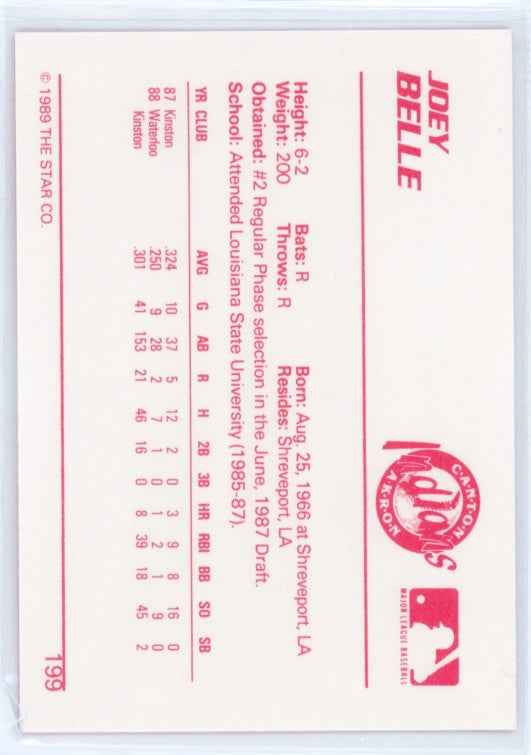 JOEY
BELLE
Indians
CANTON
AKRON
MAJOR LEAGUE BASEBALL
Height: 6-2 Bats: R Born: Aug. 25, 1966 at Shreveport, LA
Weight: 200 Throws: R Resides: Shreveport, LA
Obtained: #2 Regular Phase selection in the June, 1987 Draft.
School: Attended Louisiana State University (1985-87).
YR CLUB AVG G AB R H 2B 3B HR RBI BB SO SB
87 Kinston .324 10 37 5 12 2 0 3 9 8 16 0
88 Waterloo .250 9 28 2 7 1 0 1 2 1 9 0
Kinston .301 41 153 21 46 16 0 8 39 18 45 2
© 1989 THE STAR CO.
199